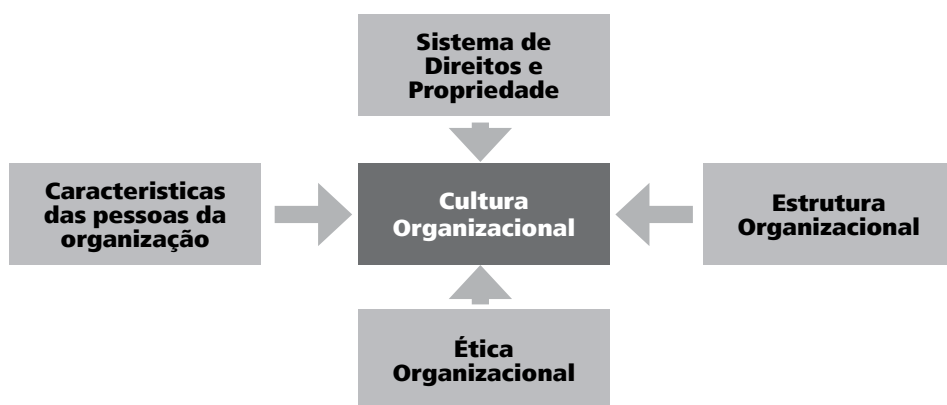 Sistema de
Direitos e
Propriedade
Caracteristicas
das pessoas da
organização
Cultura
Organizacional
Estrutura
Organizacional
Ética
Organizacional